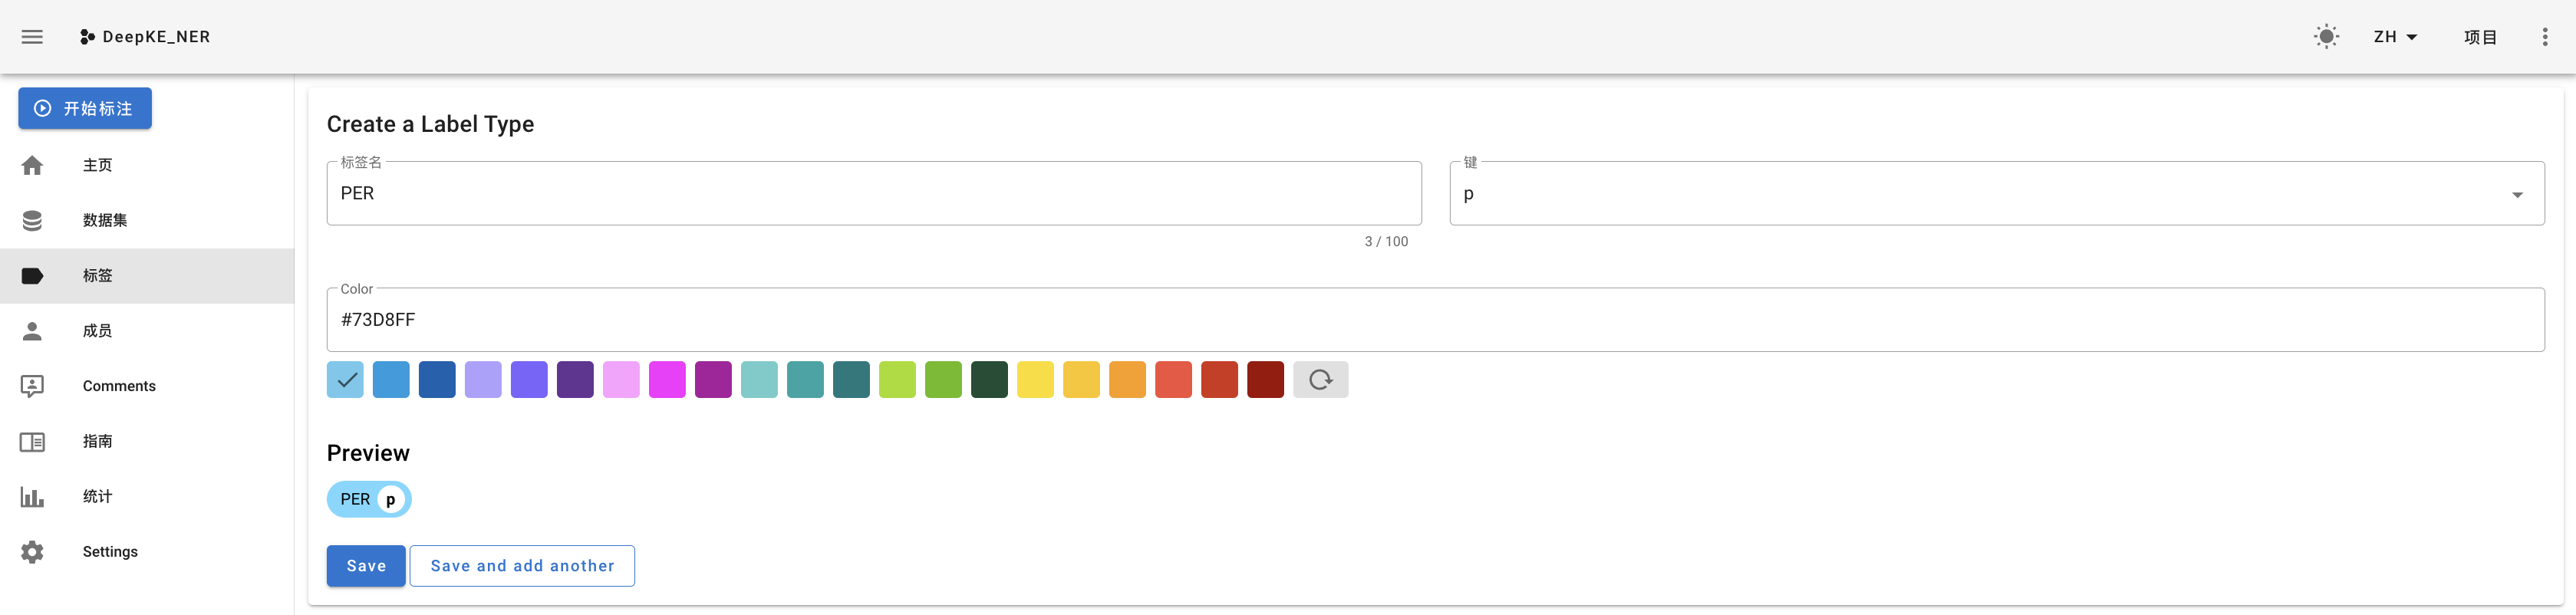 DeepKE_NER
ZH
项目
开始标注
主页
数据集
标签
成员
Comments
指南
统计
Settings
Create a Label Type
标签名
PER
3 / 100
键
p
Color
#73D8FF
Preview
PER p
Save
Save and add another